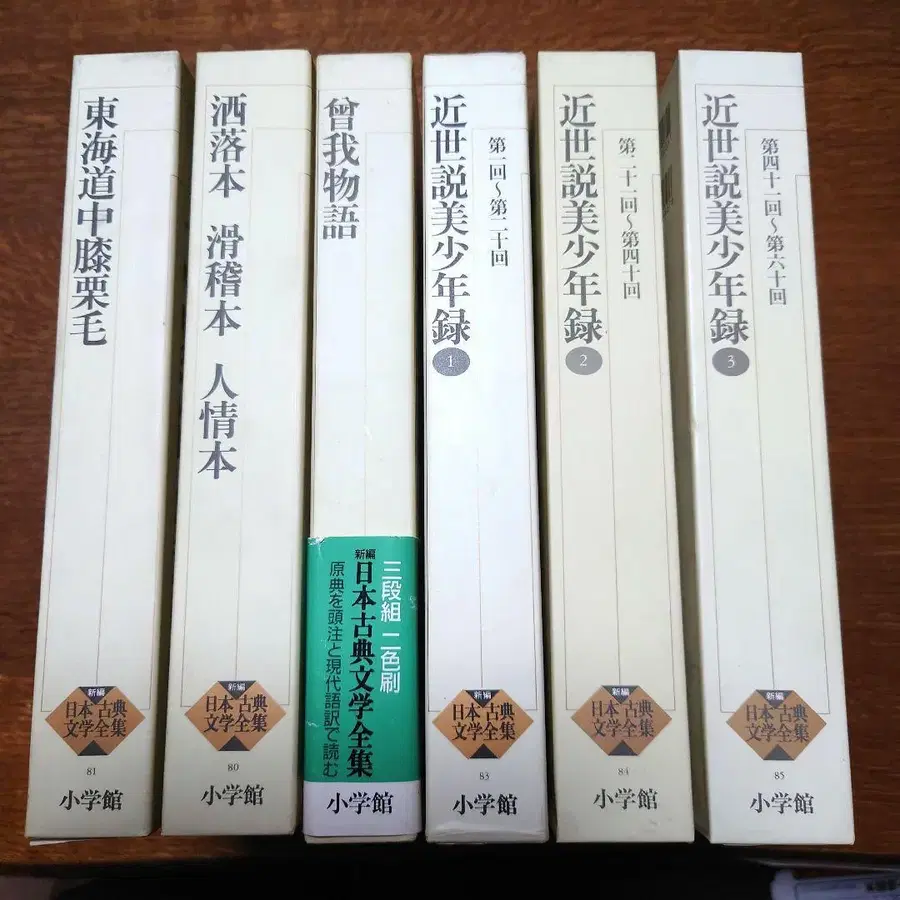 東海道中膝栗毛
新編
日本古典
文学全集
81
小学館
洒落本 滑稽本 人情本
新編
日本古典
文学全集
80
小学館
曾我物語
三段組 二色刷
新編
日本古典文学全集
原典を頭注と現代語訳で読む
小学館
近世説美少年録
1
第一回〜第二十回
新編
日本古典
文学全集
83
小学館
近世説美少年録
2
第二十一回〜第四十回
新編
日本古典
文学全集
84
小学館
近世説美少年録
3
第四十一回〜第六十回
新編
日本古典
文学全集
85
小学館